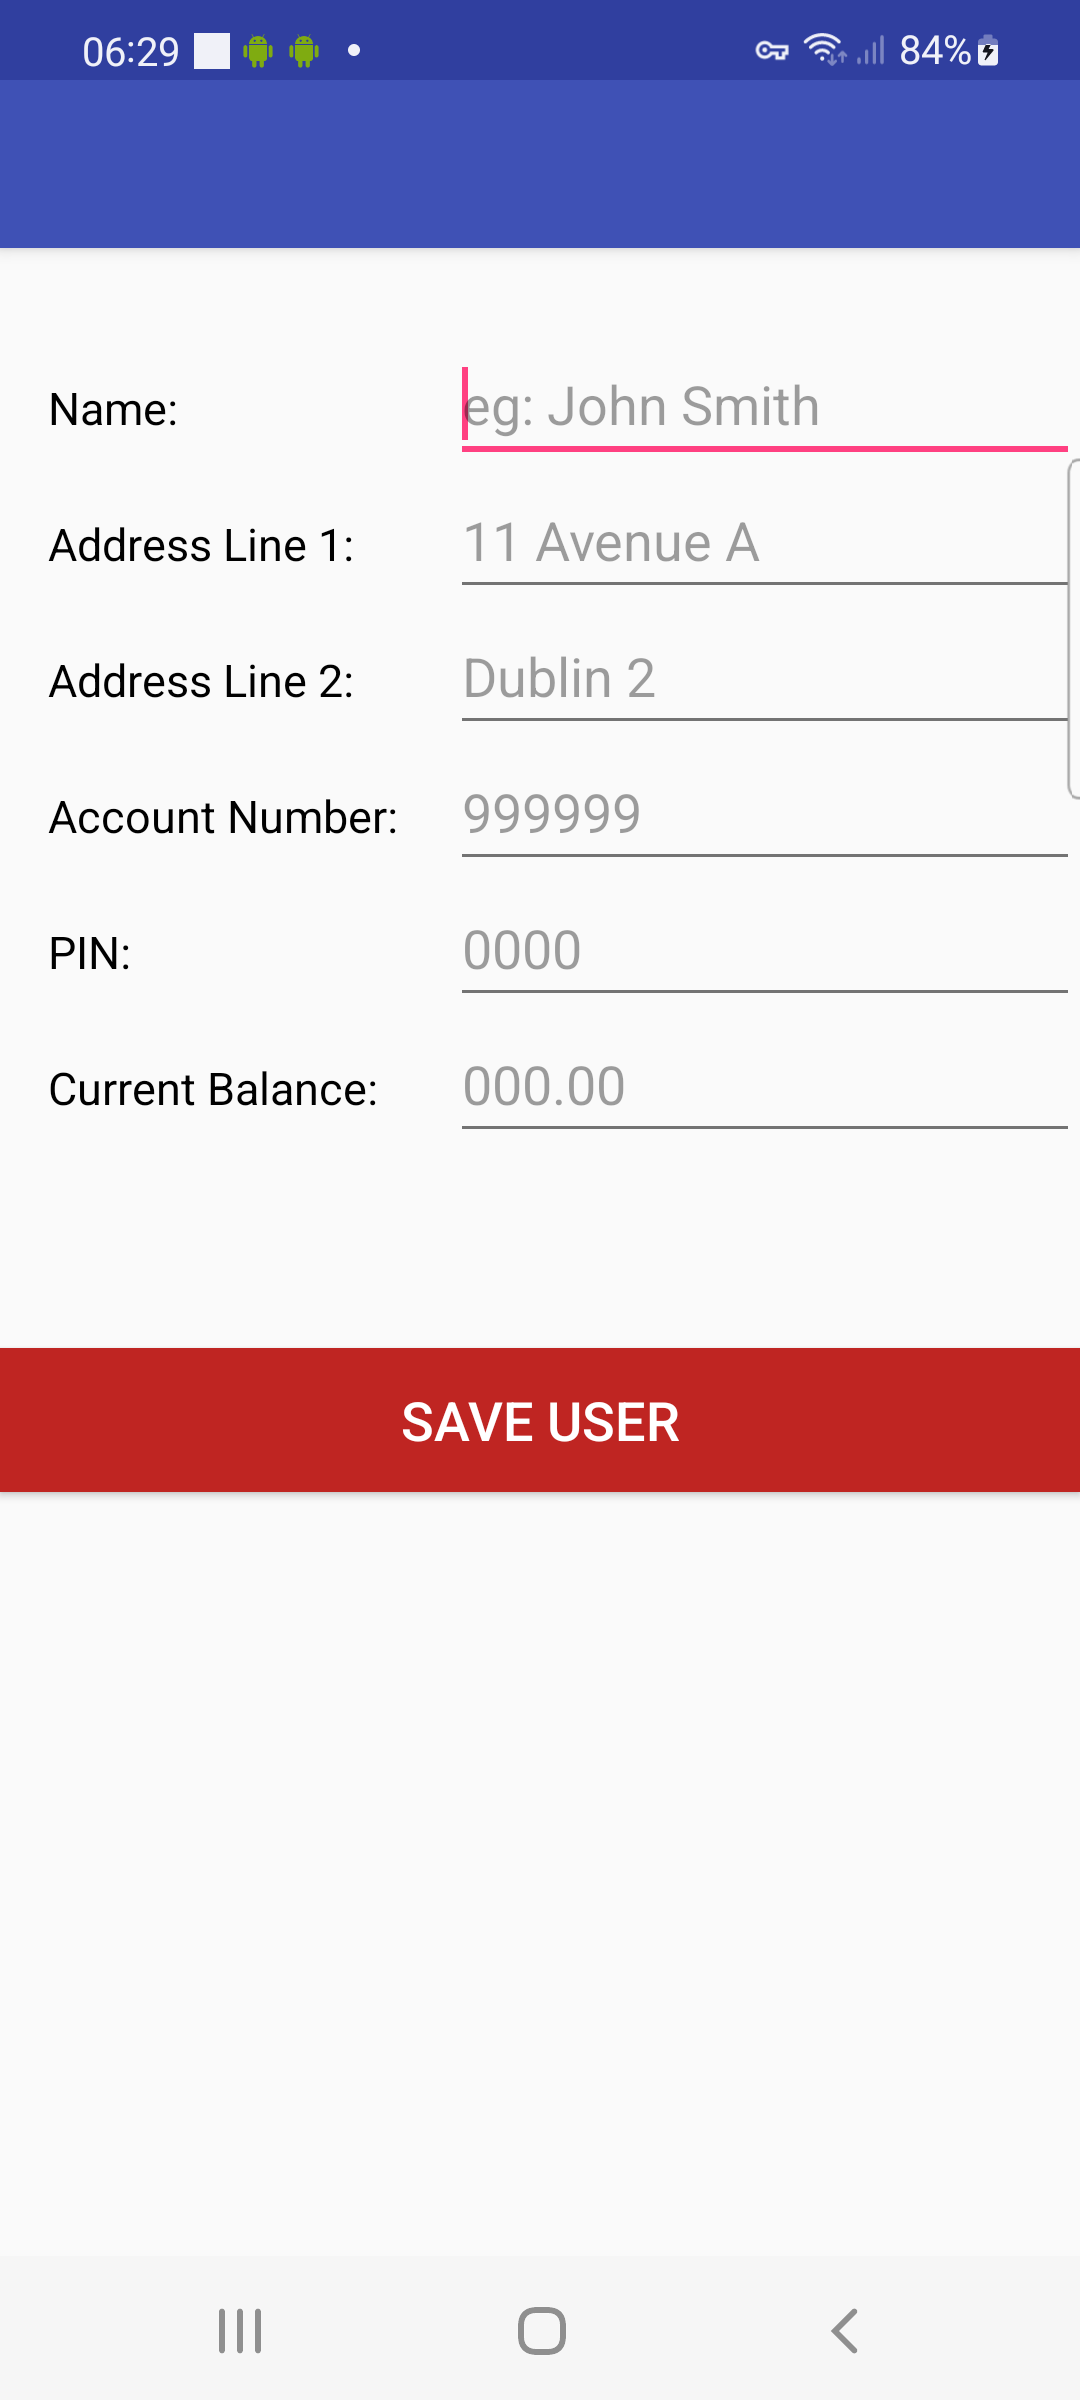 06:29 84%
Name: eg: John Smith
Address Line 1: 11 Avenue A
Address Line 2: Dublin 2
Account Number: 999999
PIN: 0000
Current Balance: 000.00
SAVE USER